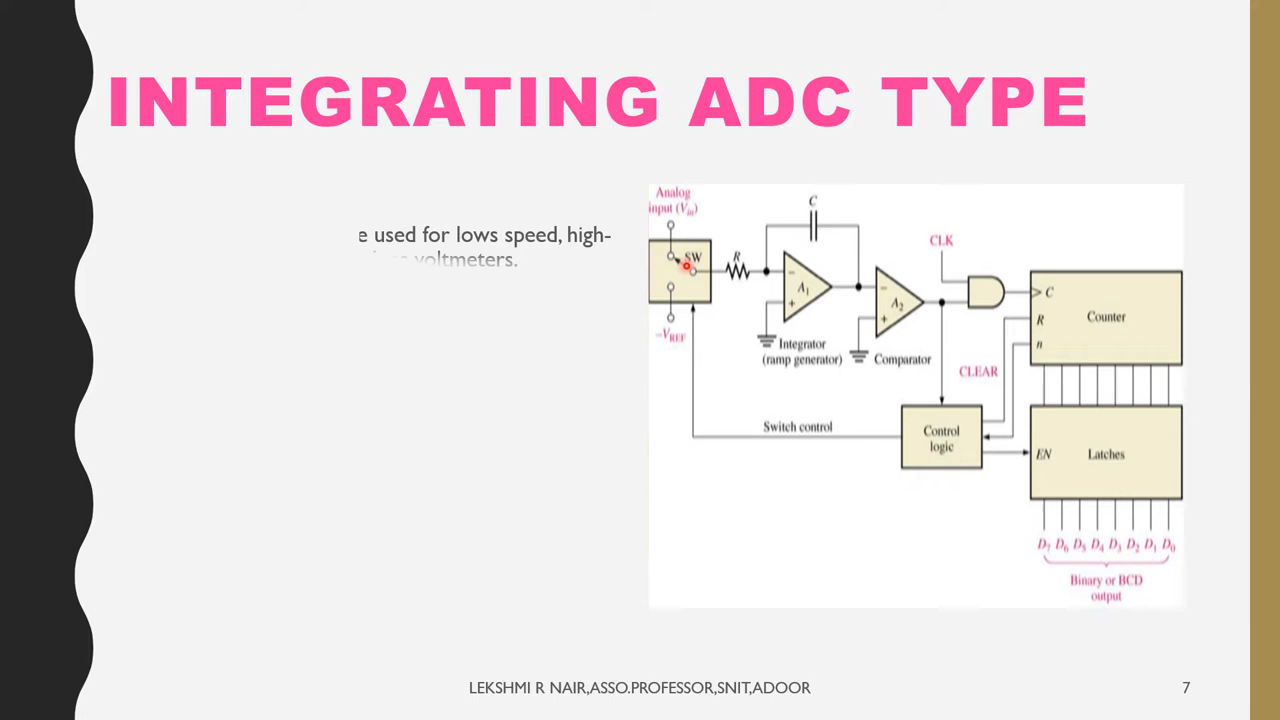 INTEGRATING ADC TYPE
e used for lows speed, high-
voltmeters.
Analog
input (Vin)
SW
-VREF
R
C
A1
Integrator
(ramp generator)
A2
Comparator
CLK
CLEAR
C
R
n
Counter
Switch control
Control
logic
EN
Latches
D7 D6 D5 D4 D3 D2 D1 D0
Binary or BCD
output
LEKSHMI R NAIR,ASSO.PROFESSOR,SNIT,ADOOR
7